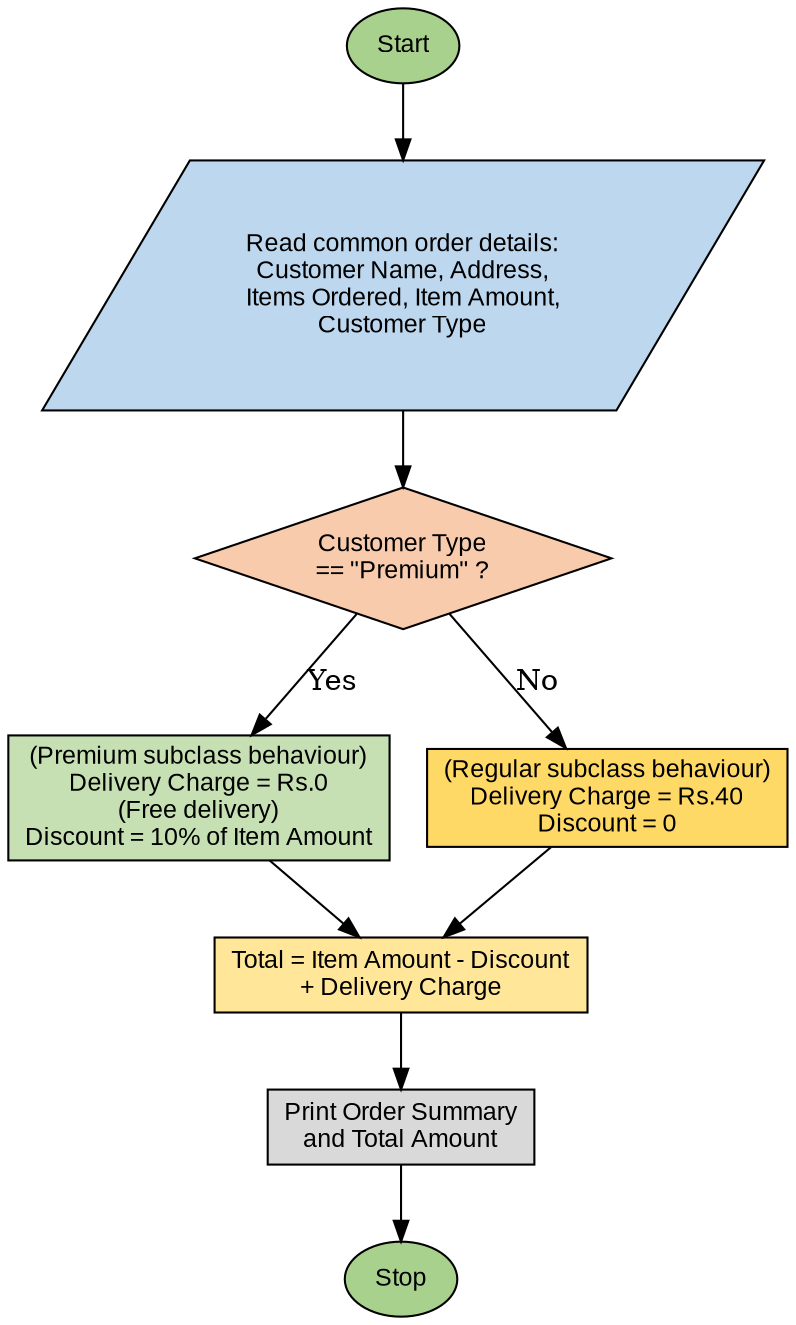 Start
Read common order details:
Customer Name, Address,
Items Ordered, Item Amount,
Customer Type
Customer Type
== "Premium" ?
Yes
No
(Premium subclass behaviour)
Delivery Charge = Rs.0
(Free delivery)
Discount = 10% of Item Amount
(Regular subclass behaviour)
Delivery Charge = Rs.40
Discount = 0
Total = Item Amount - Discount
+ Delivery Charge
Print Order Summary
and Total Amount
Stop